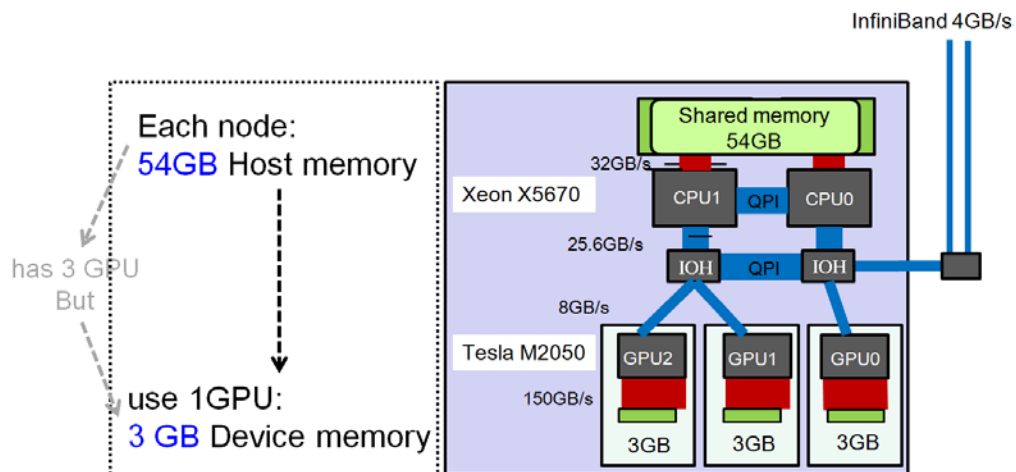 InfiniBand 4GB/s
Each node:
54GB Host memory
has 3 GPU
But
use 1GPU:
3 GB Device memory
Shared memory
54GB
32GB/s
Xeon X5670
CPU1
QPI
CPU0
25.6GB/s
IOH
QPI
IOH
8GB/s
Tesla M2050
GPU2
GPU1
GPU0
150GB/s
3GB
3GB
3GB